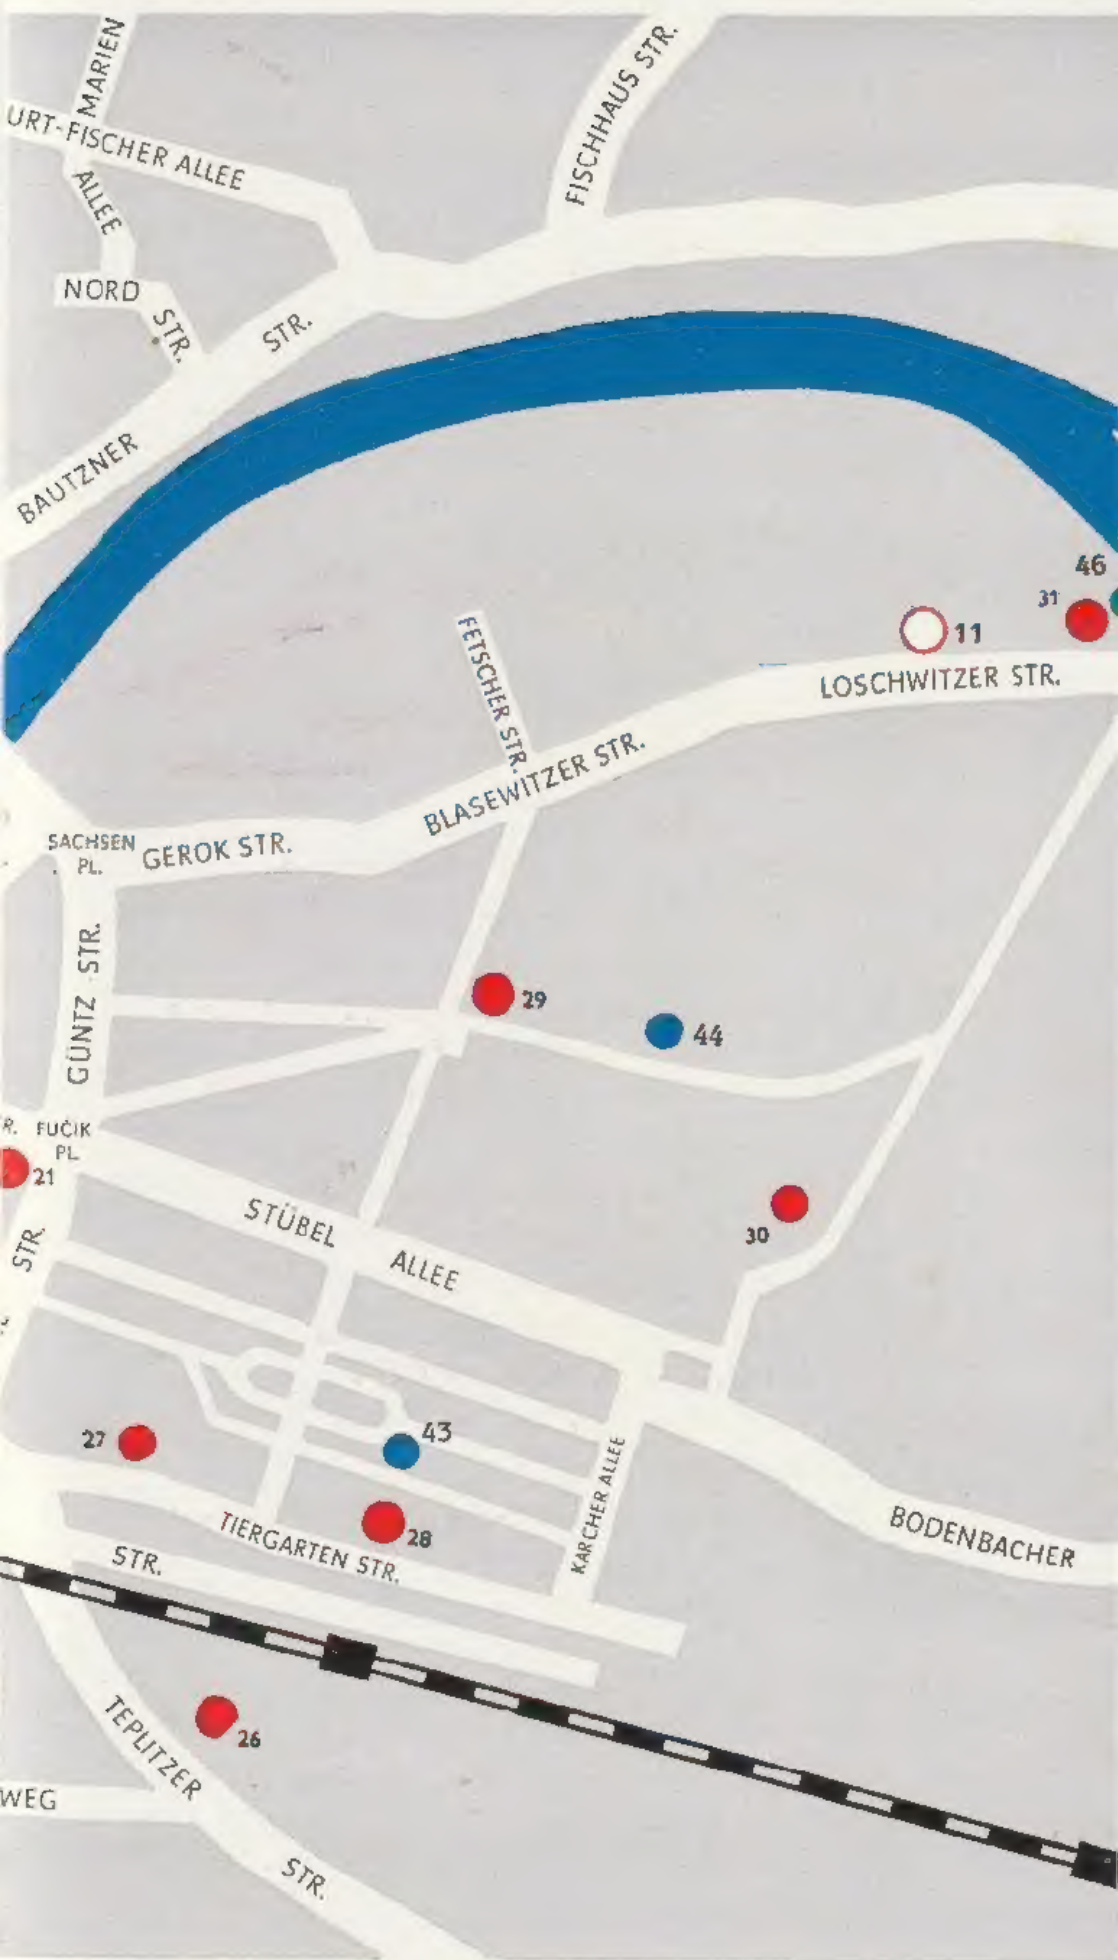 MARIEN
ALLEE
URT-FISCHER ALLEE
FISCHHAUS STR.
NORD
STR.
BAUTZNER STR.
46
31
11
LOSCHWITZER STR.
FETSCHER STR.
BLASEWITZER STR.
SACHSEN
PL.
GEROK STR.
GÜNTZ STR.
29
44
R. FUČIK
PL.
21
STR.
STÜBEL ALLEE
30
27
43
28
KARCHER ALLEE
TIERGARTEN STR.
BODENBACHER
STR.
26
TEPLITZER STR.
WEG